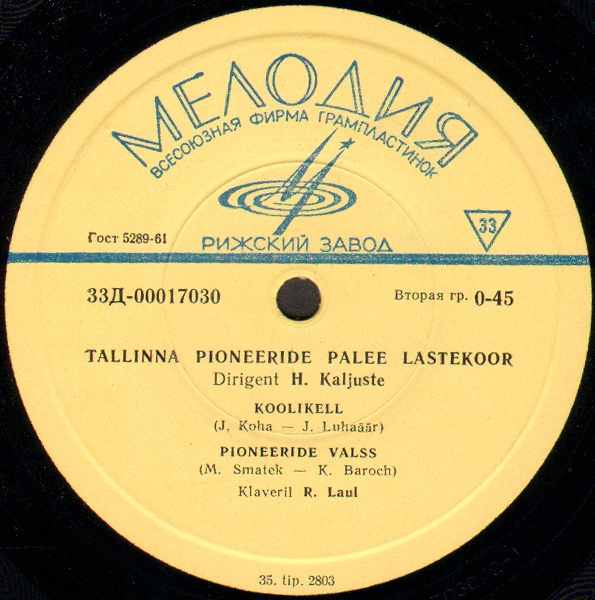 МЕЛОДИЯ
ВСЕСОЮЗНАЯ ФИРМА ГРАМПЛАСТИНОК
33
Гост 5289-61
РИЖСКИЙ ЗАВОД
33Д-00017030
Вторая гр. 0-45
TALLINNA PIONEERIDE PALEE LASTEKOOR
Dirigent H. Kaljuste
KOOLIKELL
(J. Koha — J. Luhaäär)
PIONEERIDE VALSS
(M. Smatek — K. Baroch)
Klaveril R. Laul
35. tip. 2803